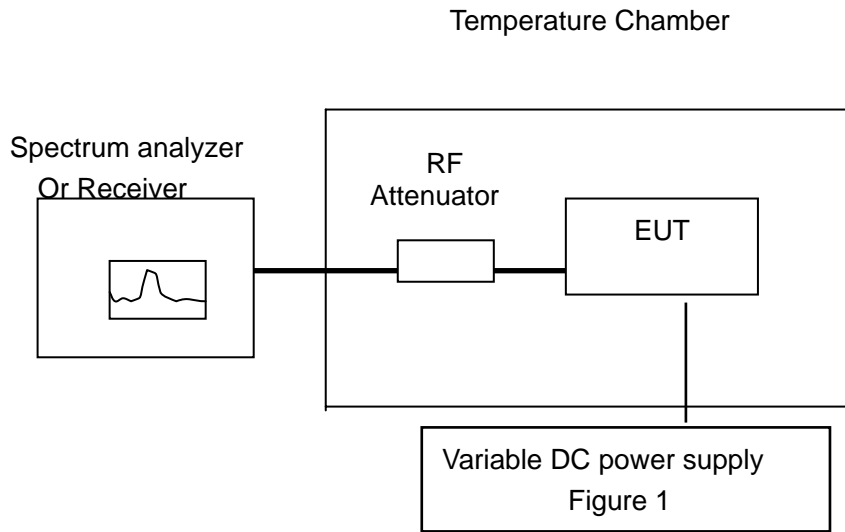 Temperature Chamber
Spectrum analyzer
Or Receiver
RF
Attenuator
EUT
Variable DC power supply
Figure 1